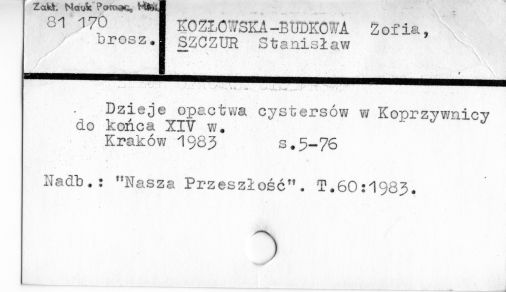 Zakł. Nauk Pomoc.
81 170
brosz.
KOZŁOWSKA-BUDKOWA Zofia,
SZCZUR Stanisław
Dzieje opactwa cystersów w Koprzywnicy
do końca XIV w.
Kraków 1983 s.5-76
Nadb.: "Nasza Przeszłość". T.60:1983.